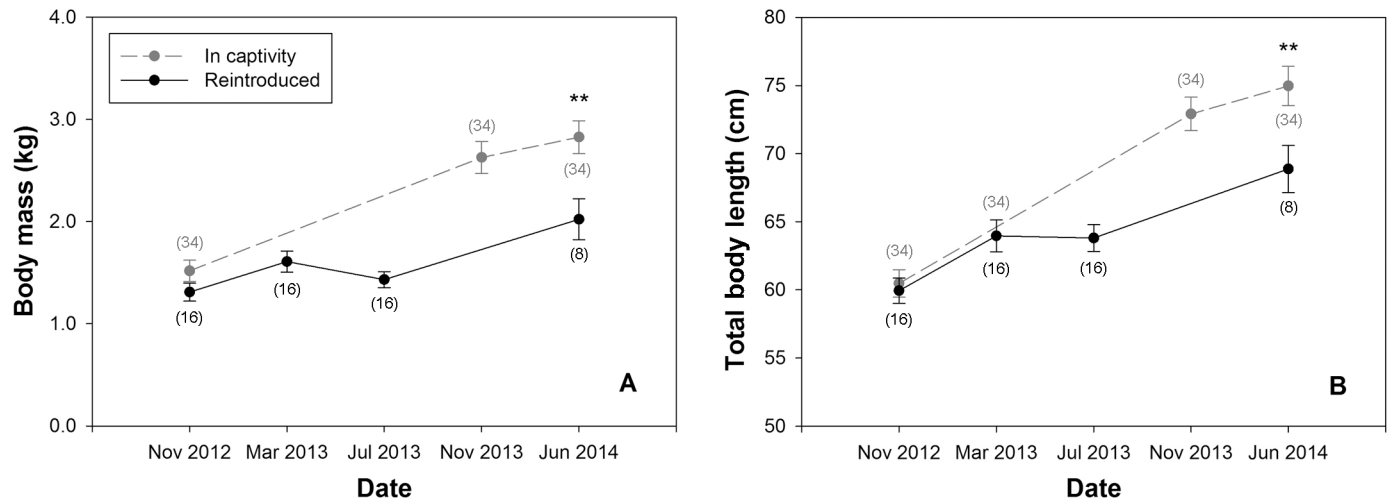 4.0
3.0
2.0
1.0
0.0
Body mass (kg)
In captivity
Reintroduced
(34)
(34)
**
(34)
(16)
(16)
(16)
(8)
A
Nov 2012 Mar 2013 Jul 2013 Nov 2013 Jun 2014
Date
80
75
70
65
60
55
50
Total body length (cm)
**
(34)
(34)
(34)
(34)
(8)
(16)
(16)
(16)
B
Nov 2012 Mar 2013 Jul 2013 Nov 2013 Jun 2014
Date